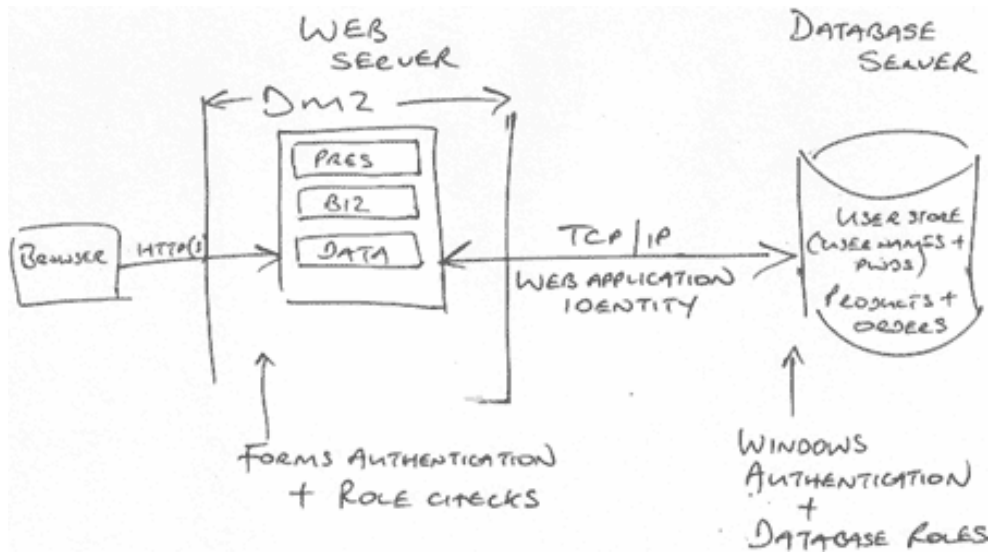 WEB
SERVER
DATABASE
SERVER
DMZ
PRES
BIZ
DATA
BROWSER
HTTP(S)
TCP/IP
WEB APPLICATION
IDENTITY
USER STORE
(USER NAMES +
PWDS)
PRODUCTS +
ORDERS
FORMS AUTHENTICATION
+ ROLE CHECKS
WINDOWS
AUTHENTICATION
+
DATABASE ROLES